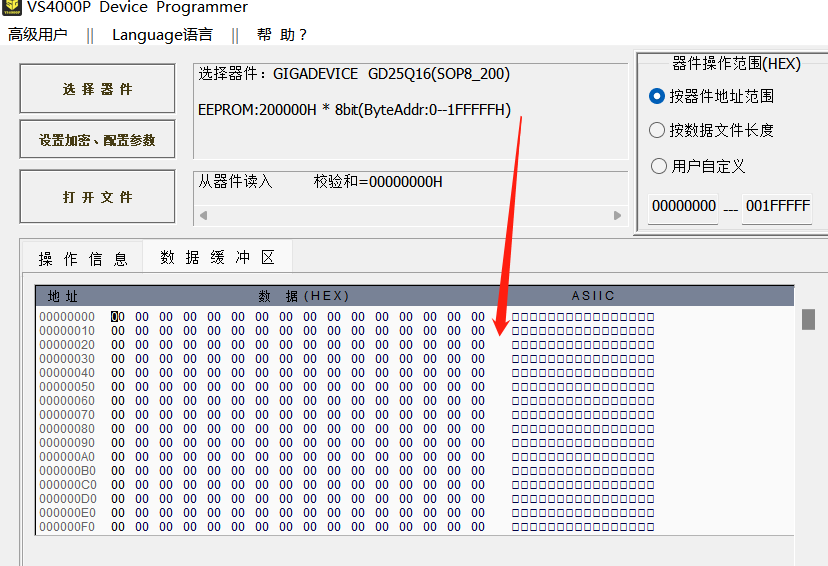 VS4000P Device Programmer
高级用户 || Language语言 || 帮 助 ?
选 择 器 件
设置加密、配置参数
打 开 文 件
选择器件：GIGADEVICE GD25Q16(SOP8_200)
EEPROM:200000H * 8bit(ByteAddr:0--1FFFFFH)
从器件读入 校验和=00000000H
器件操作范围(HEX)
按器件地址范围
按数据文件长度
用户自定义
00000000 --- 001FFFFF
操 作 信 息 数 据 缓 冲 区
地 址 数 据(HEX) ASIIC
00000000 00 00 00 00 00 00 00 00 00 00 00 00 00 00 00 00 □□□□□□□□□□□□□□□□
00000010 00 00 00 00 00 00 00 00 00 00 00 00 00 00 00 00 □□□□□□□□□□□□□□□□
00000020 00 00 00 00 00 00 00 00 00 00 00 00 00 00 00 00 □□□□□□□□□□□□□□□□
00000030 00 00 00 00 00 00 00 00 00 00 00 00 00 00 00 00 □□□□□□□□□□□□□□□□
00000040 00 00 00 00 00 00 00 00 00 00 00 00 00 00 00 00 □□□□□□□□□□□□□□□□
00000050 00 00 00 00 00 00 00 00 00 00 00 00 00 00 00 00 □□□□□□□□□□□□□□□□
00000060 00 00 00 00 00 00 00 00 00 00 00 00 00 00 00 00 □□□□□□□□□□□□□□□□
00000070 00 00 00 00 00 00 00 00 00 00 00 00 00 00 00 00 □□□□□□□□□□□□□□□□
00000080 00 00 00 00 00 00 00 00 00 00 00 00 00 00 00 00 □□□□□□□□□□□□□□□□
00000090 00 00 00 00 00 00 00 00 00 00 00 00 00 00 00 00 □□□□□□□□□□□□□□□□
000000A0 00 00 00 00 00 00 00 00 00 00 00 00 00 00 00 00 □□□□□□□□□□□□□□□□
000000B0 00 00 00 00 00 00 00 00 00 00 00 00 00 00 00 00 □□□□□□□□□□□□□□□□
000000C0 00 00 00 00 00 00 00 00 00 00 00 00 00 00 00 00 □□□□□□□□□□□□□□□□
000000D0 00 00 00 00 00 00 00 00 00 00 00 00 00 00 00 00 □□□□□□□□□□□□□□□□
000000E0 00 00 00 00 00 00 00 00 00 00 00 00 00 00 00 00 □□□□□□□□□□□□□□□□
000000F0 00 00 00 00 00 00 00 00 00 00 00 00 00 00 00 00 □□□□□□□□□□□□□□□□